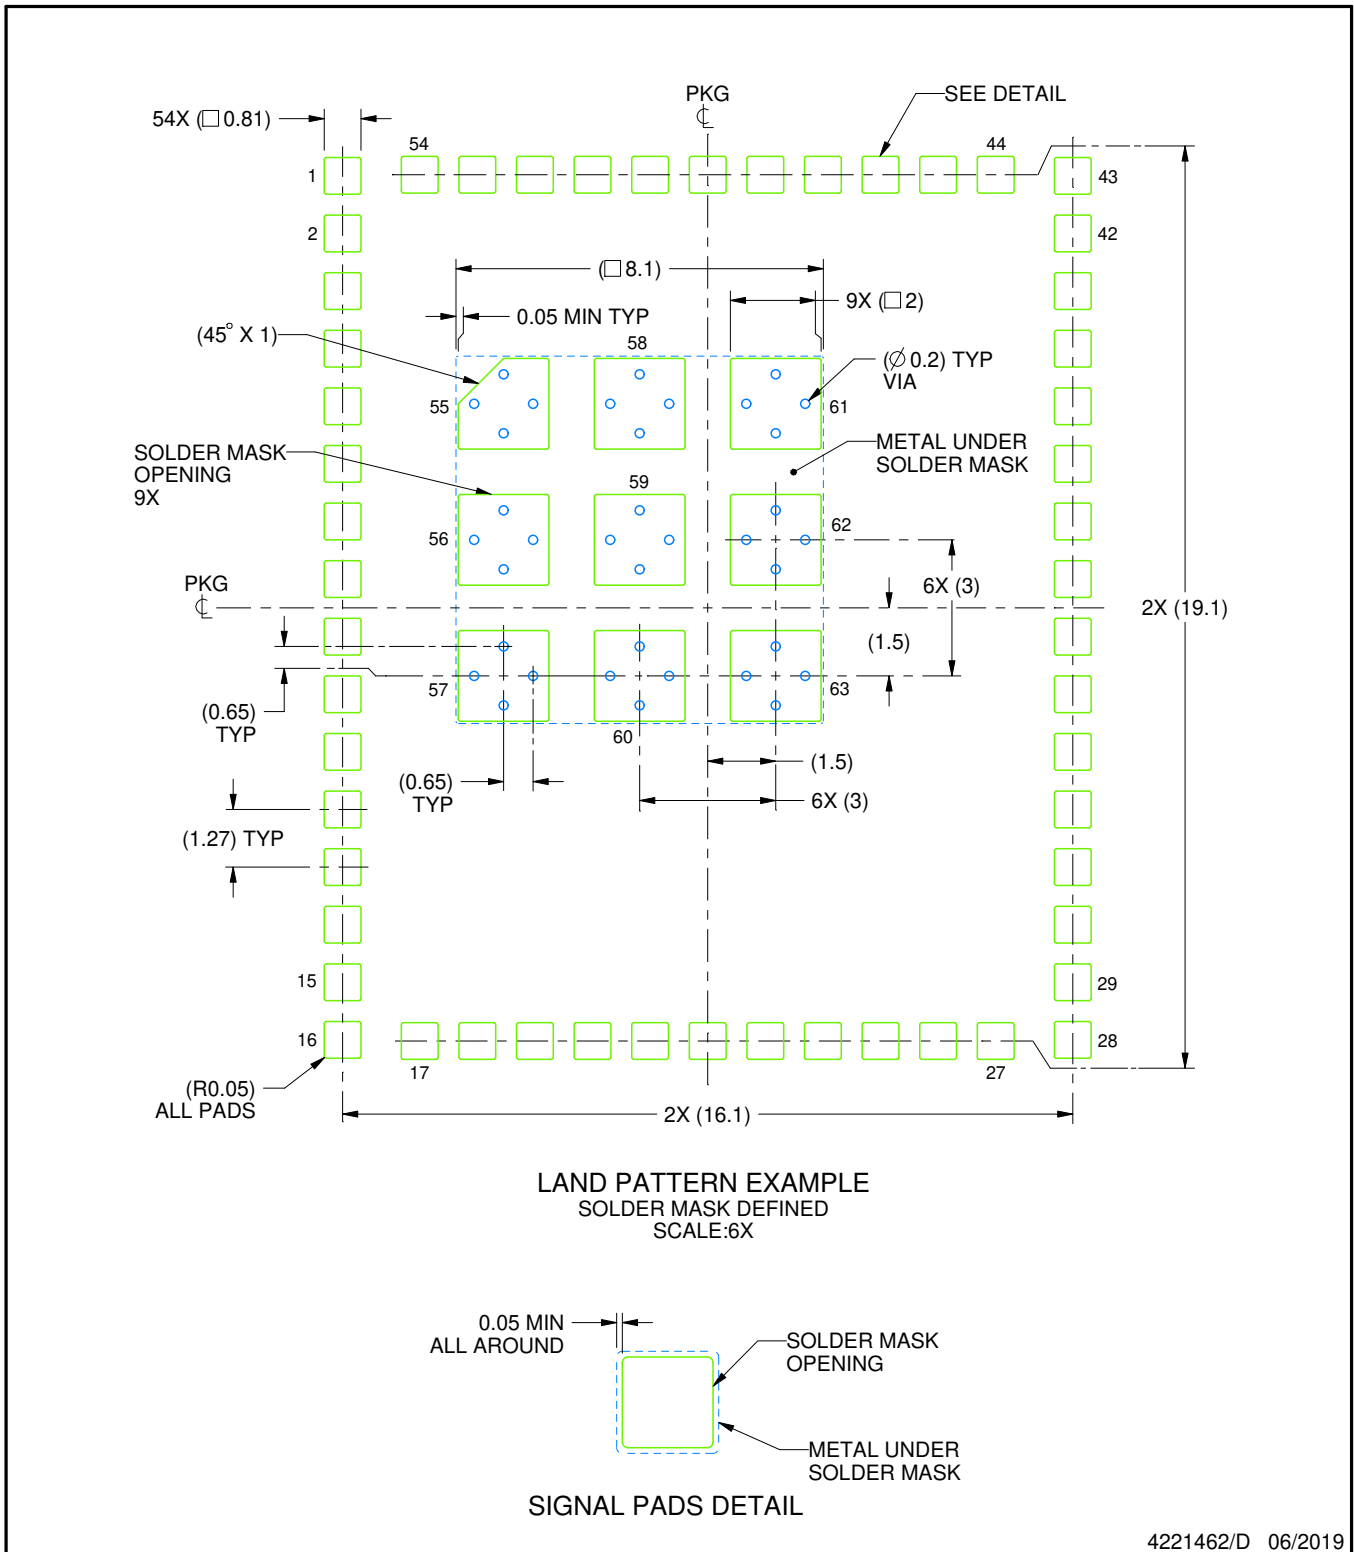 PKG
℄
SEE DETAIL
54X (□ 0.81)
54
44
1
43
2
42
(□ 8.1)
9X (□ 2)
0.05 MIN TYP
(45° X 1)
58
(Ø 0.2) TYP
VIA
55
61
SOLDER MASK
OPENING
9X
METAL UNDER
SOLDER MASK
59
56
62
PKG
℄
6X (3)
2X (19.1)
(1.5)
57
63
(0.65)
TYP
60
(1.5)
(0.65)
TYP
6X (3)
(1.27) TYP
15
29
16
28
17
27
(R0.05)
ALL PADS
2X (16.1)
LAND PATTERN EXAMPLE
SOLDER MASK DEFINED
SCALE:6X
0.05 MIN
ALL AROUND
SOLDER MASK
OPENING
METAL UNDER
SOLDER MASK
SIGNAL PADS DETAIL
4221462/D 06/2019